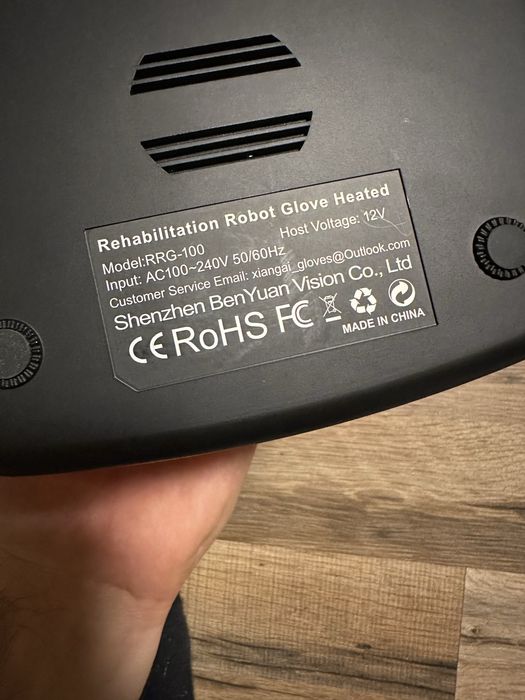 Rehabilitation Robot Glove Heated
Model:RRG-100
Host Voltage: 12V
Input: AC100~240V 50/60Hz
Customer Service Email: xiangai_gloves@Outlook.com
Shenzhen BenYuan Vision Co., Ltd
CE RoHS FC
MADE IN CHINA